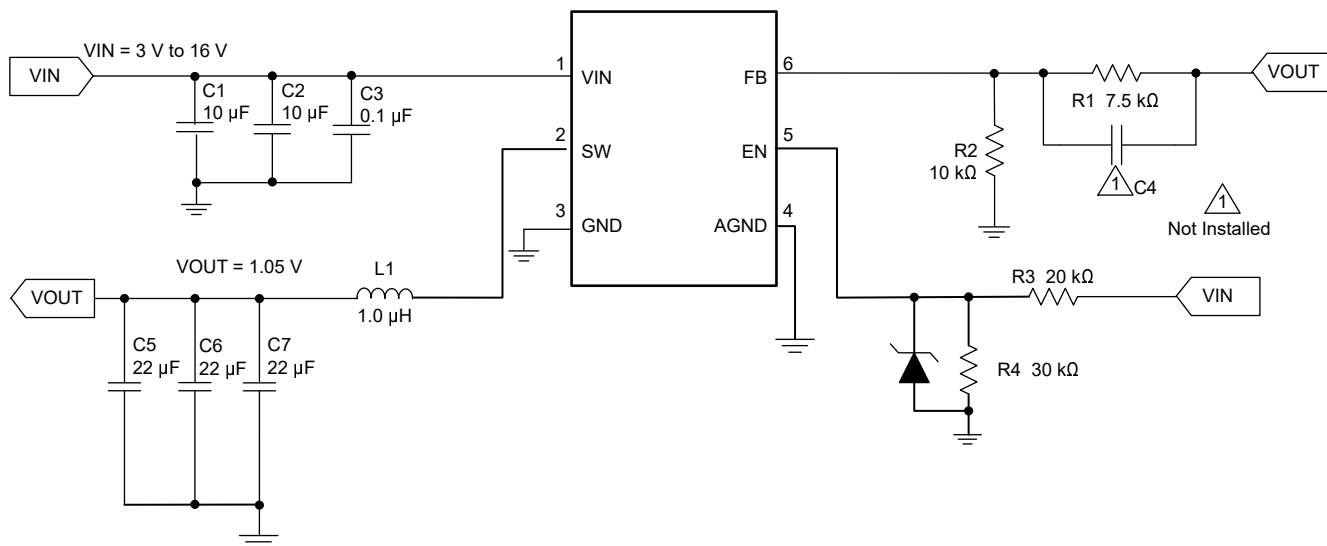 VIN = 3 V to 16 V
VIN
C1
10 µF
C2
10 µF
C3
0.1 µF
1
VIN
2
SW
3
GND
6
FB
5
EN
4
AGND
R1 7.5 kΩ
VOUT
R2
10 kΩ
1
C4
1
Not Installed
VOUT = 1.05 V
VOUT
L1
1.0 µH
C5
22 µF
C6
22 µF
C7
22 µF
R3 20 kΩ
VIN
R4 30 kΩ